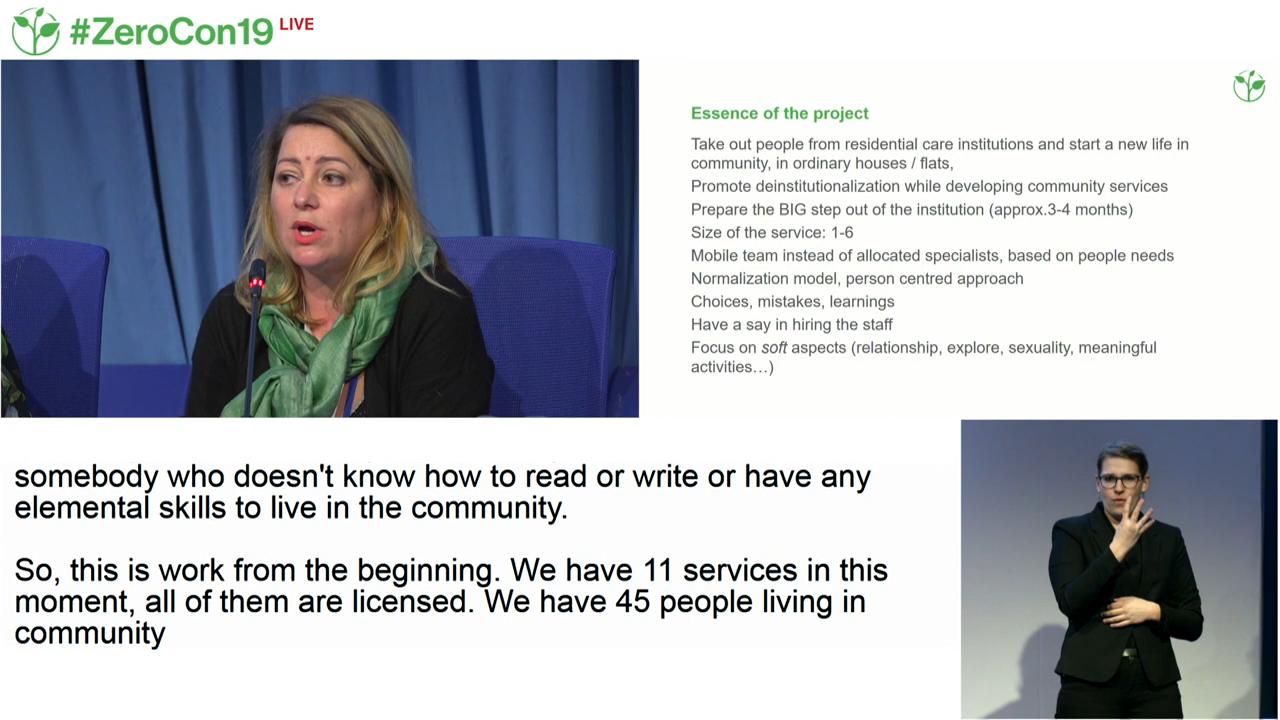 #ZeroCon19 LIVE
Essence of the project
Take out people from residential care institutions and start a new life in
community, in ordinary houses / flats,
Promote deinstitutionalization while developing community services
Prepare the BIG step out of the institution (approx.3-4 months)
Size of the service: 1-6
Mobile team instead of allocated specialists, based on people needs
Normalization model, person centred approach
Choices, mistakes, learnings
Have a say in hiring the staff
Focus on soft aspects (relationship, explore, sexuality, meaningful
activities…)
somebody who doesn't know how to read or write or have any
elemental skills to live in the community.
So, this is work from the beginning. We have 11 services in this
moment, all of them are licensed. We have 45 people living in
community